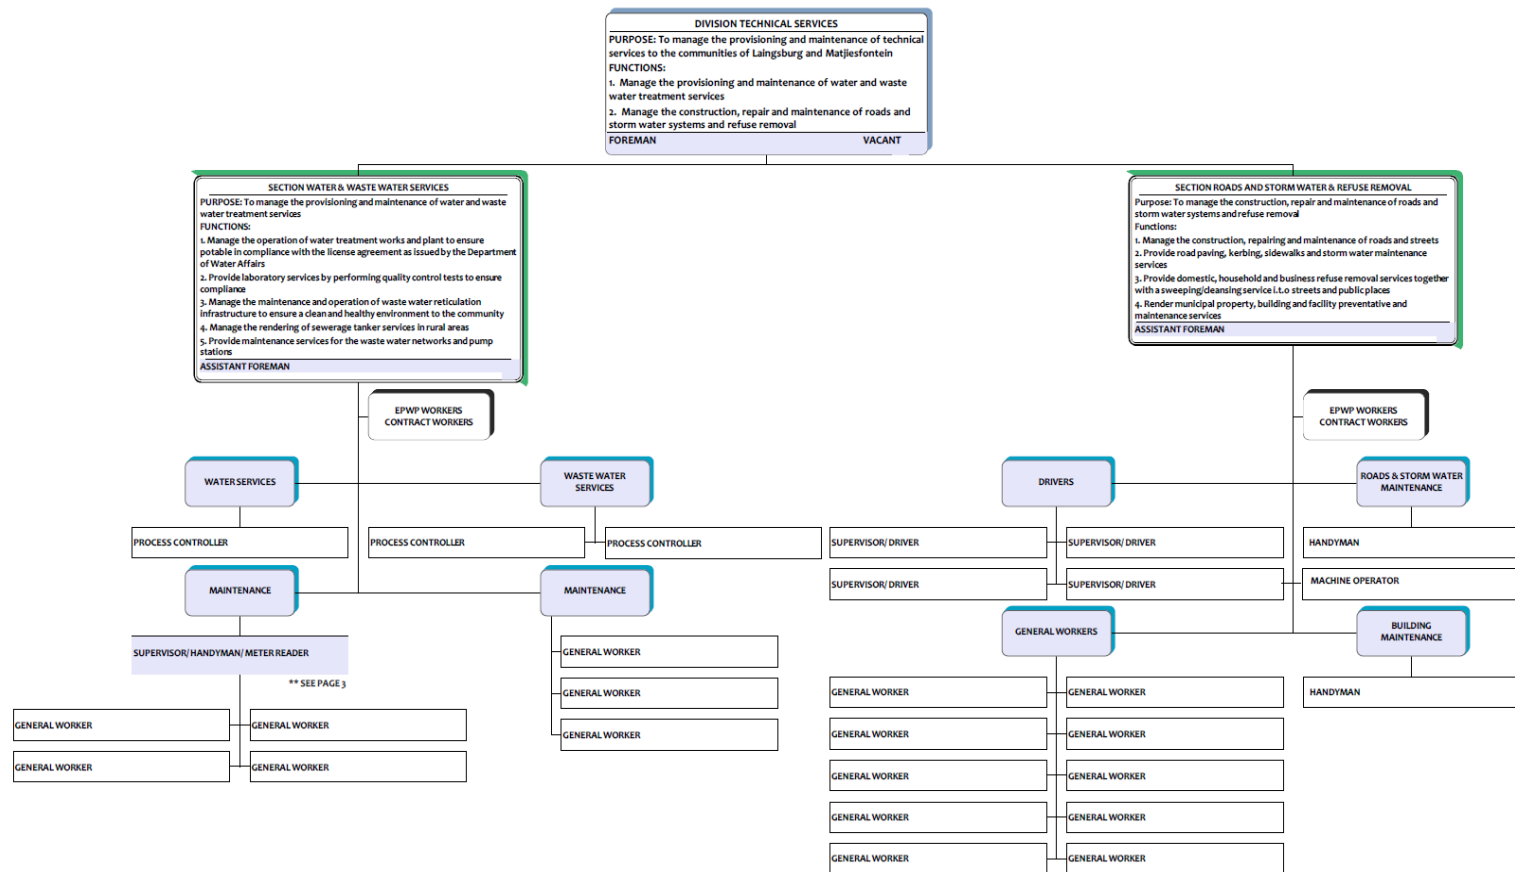 DIVISION TECHNICAL SERVICES
PURPOSE: To manage the provisioning and maintenance of technical
services to the communities of Laingsburg and Matjiesfontein
FUNCTIONS:
1. Manage the provisioning and maintenance of water and waste
water treatment services
2. Manage the construction, repair and maintenance of roads and
storm water systems and refuse removal
FOREMAN VACANT
SECTION WATER & WASTE WATER SERVICES
PURPOSE: To manage the provisioning and maintenance of water and waste
water treatment services
FUNCTIONS:
1. Manage the operation of water treatment works and plant to ensure
potable in compliance with the license agreement as issued by the Department
of Water Affairs
2. Provide laboratory services by performing quality control tests to ensure
compliance
3. Manage the maintenance and operation of waste water reticulation
infrastructure to ensure a clean and healthy environment to the community
4. Manage the rendering of sewerage tanker services in rural areas
5. Provide maintenance services for the waste water networks and pump
stations
ASSISTANT FOREMAN
SECTION ROADS AND STORM WATER & REFUSE REMOVAL
Purpose: To manage the construction, repair and maintenance of roads and
storm water systems and refuse removal
Functions:
1. Manage the construction, repairing and maintenance of roads and streets
2. Provide road paving, kerbing, sidewalks and storm water maintenance
services
3. Provide domestic, household and business refuse removal services together
with a sweeping/cleansing service i.t.o streets and public places
4. Render municipal property, building and facility preventative and
maintenance services
ASSISTANT FOREMAN
EPWP WORKERS
CONTRACT WORKERS
EPWP WORKERS
CONTRACT WORKERS
WATER SERVICES
WASTE WATER
SERVICES
DRIVERS
ROADS & STORM WATER
MAINTENANCE
PROCESS CONTROLLER
PROCESS CONTROLLER
PROCESS CONTROLLER
SUPERVISOR/ DRIVER
SUPERVISOR/ DRIVER
HANDYMAN
SUPERVISOR/ DRIVER
SUPERVISOR/ DRIVER
MACHINE OPERATOR
MAINTENANCE
MAINTENANCE
GENERAL WORKERS
BUILDING
MAINTENANCE
SUPERVISOR/ HANDYMAN/ METER READER
** SEE PAGE 3
GENERAL WORKER
GENERAL WORKER
GENERAL WORKER
GENERAL WORKER
GENERAL WORKER
GENERAL WORKER
GENERAL WORKER
GENERAL WORKER
GENERAL WORKER
HANDYMAN
GENERAL WORKER
GENERAL WORKER
GENERAL WORKER
GENERAL WORKER
GENERAL WORKER
GENERAL WORKER
GENERAL WORKER
GENERAL WORKER